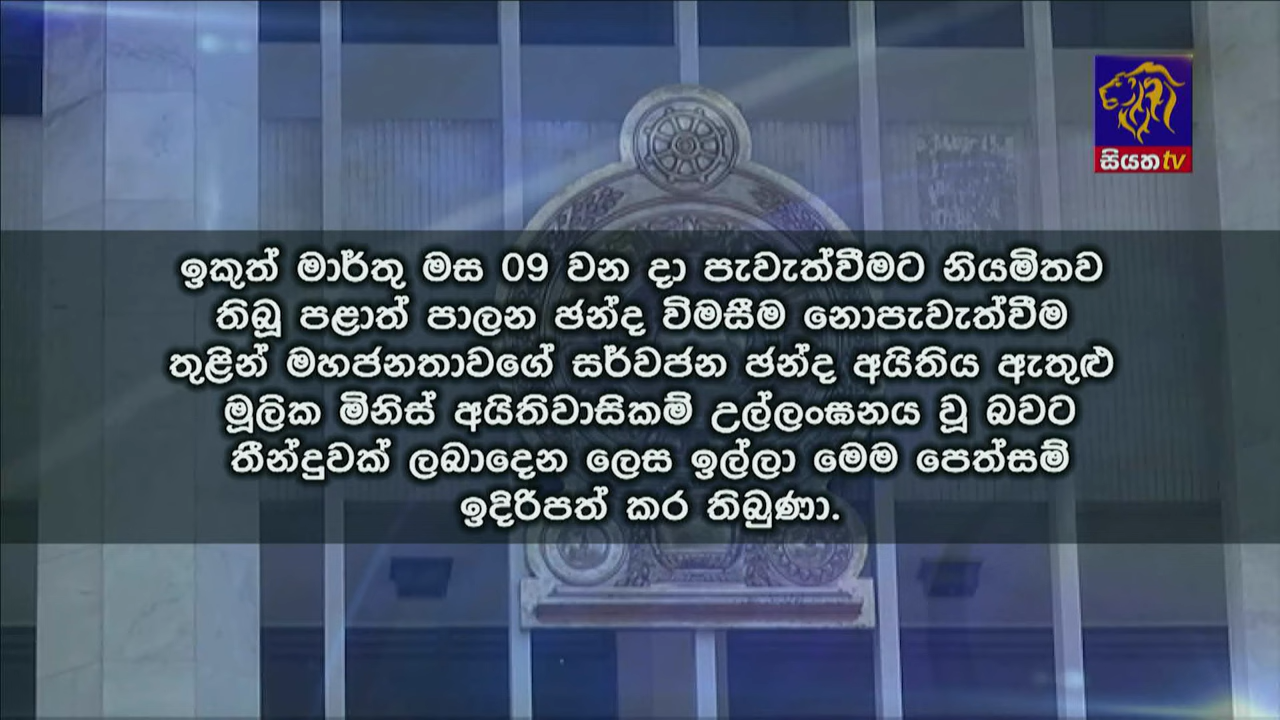 සියත tv
ඉකුත් මාර්තු මස 09 වන දා පැවැත්වීමට නියමිතව
තිබූ පළාත් පාලන ඡන්ද විමසීම නොපැවැත්වීම
තුළින් මහජනතාවගේ සර්වජන ඡන්ද අයිතිය ඇතුළු
මූලික මිනිස් අයිතිවාසිකම් උල්ලංඝනය වූ බවට
තීන්දුවක් ලබාදෙන ලෙස ඉල්ලා මෙම පෙත්සම්
ඉදිරිපත් කර තිබුණා.